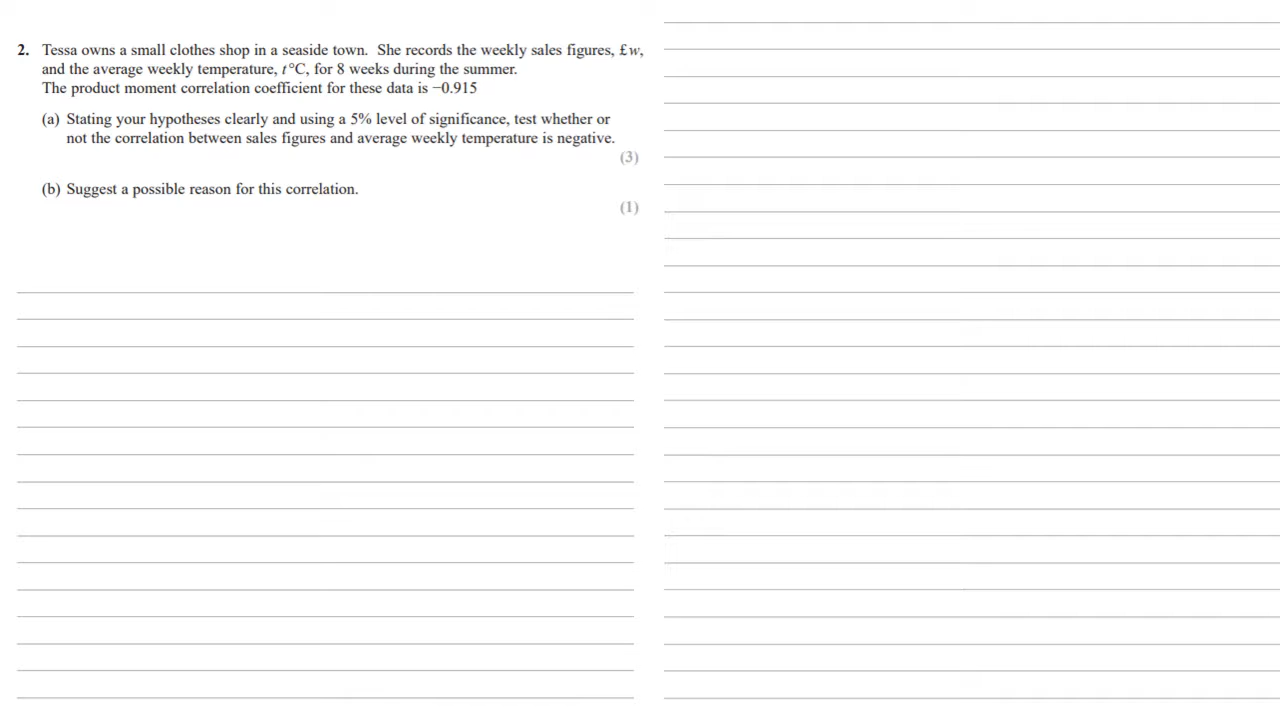 2. Tessa owns a small clothes shop in a seaside town. She records the weekly sales figures, £w,
and the average weekly temperature, t°C, for 8 weeks during the summer.
The product moment correlation coefficient for these data is −0.915
(a) Stating your hypotheses clearly and using a 5% level of significance, test whether or
not the correlation between sales figures and average weekly temperature is negative.
(3)
(b) Suggest a possible reason for this correlation.
(1)